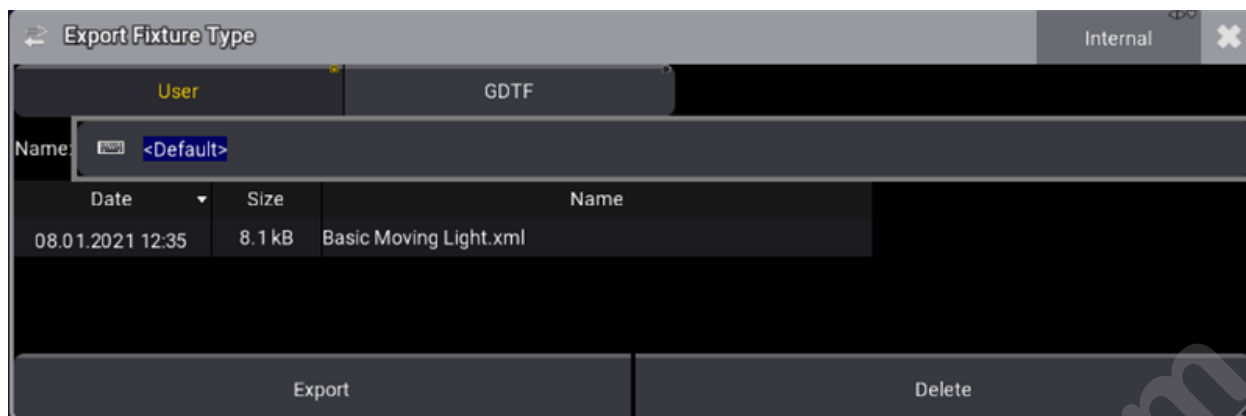 Export Fixture Type
Internal
User
GDTF
Name:
<Default>
Date Size Name
08.01.2021 12:35 8.1 kB Basic Moving Light.xml
Export
Delete